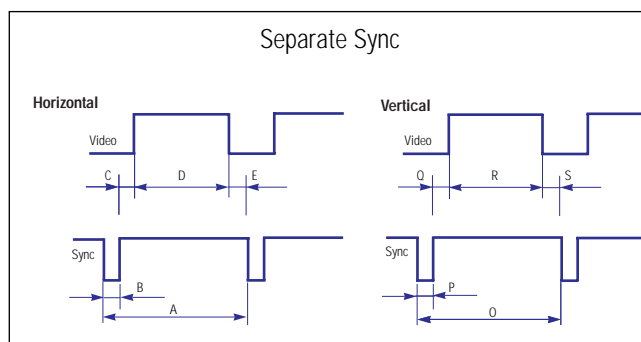 Separate Sync
Horizontal
Vertical
Video
Video
C
D
E
Q
R
S
Sync
Sync
B
P
A
O